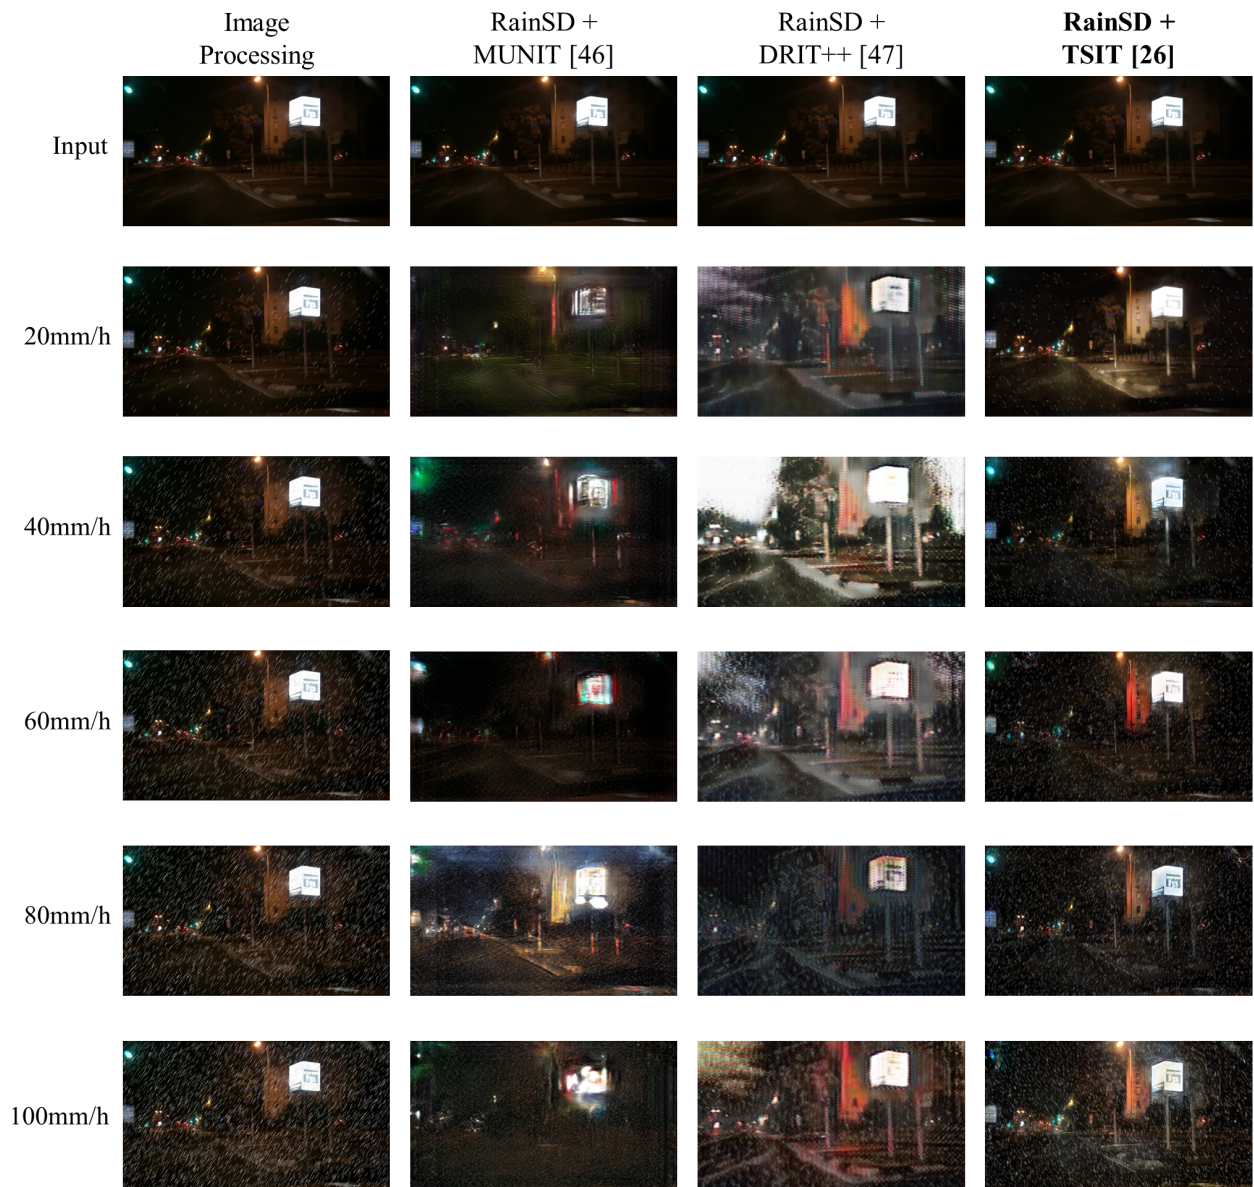 Image
Processing
RainSD +
MUNIT [46]
RainSD +
DRIT++ [47]
RainSD +
TSIT [26]
Input
20mm/h
40mm/h
60mm/h
80mm/h
100mm/h